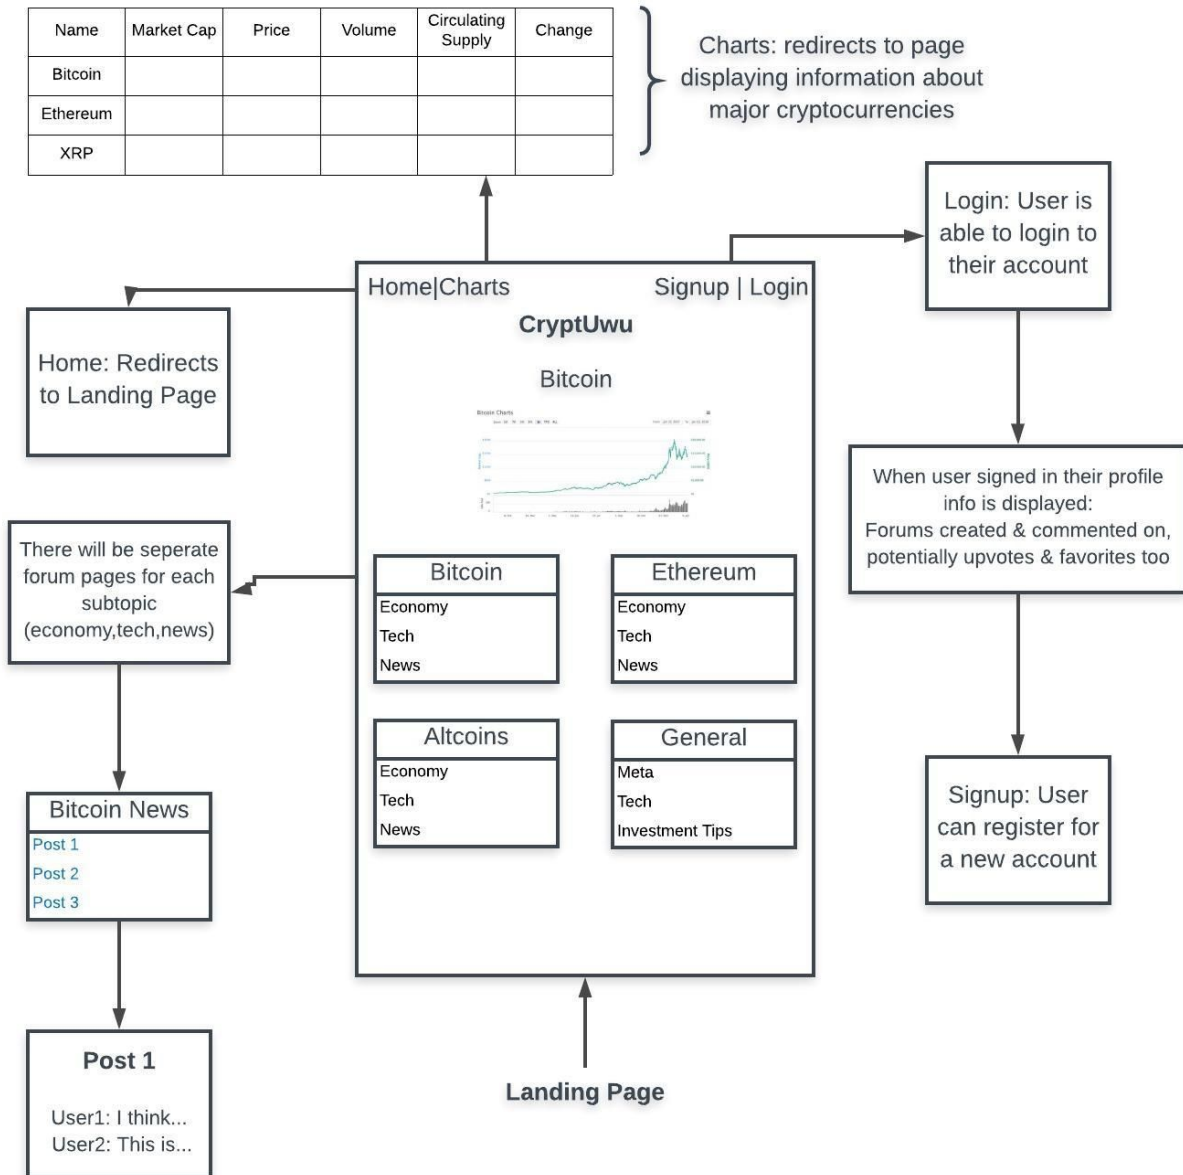 Name Market Cap Price Volume Circulating Supply Change
Bitcoin
Ethereum
XRP
Charts: redirects to page
displaying information about
major cryptocurrencies
Login: User is
able to login to
their account
Home|Charts
Signup | Login
CryptUwu
Home: Redirects
to Landing Page
Bitcoin
Bitcoin Charts
When user signed in their profile
info is displayed:
Forums created & commented on,
potentially upvotes & favorites too
There will be seperate
forum pages for each
subtopic
(economy,tech,news)
Bitcoin
Economy
Tech
News
Ethereum
Economy
Tech
News
Altcoins
Economy
Tech
News
General
Meta
Tech
Investment Tips
Signup: User
can register for
a new account
Bitcoin News
Post 1
Post 2
Post 3
Post 1
User1: I think...
User2: This is...
Landing Page